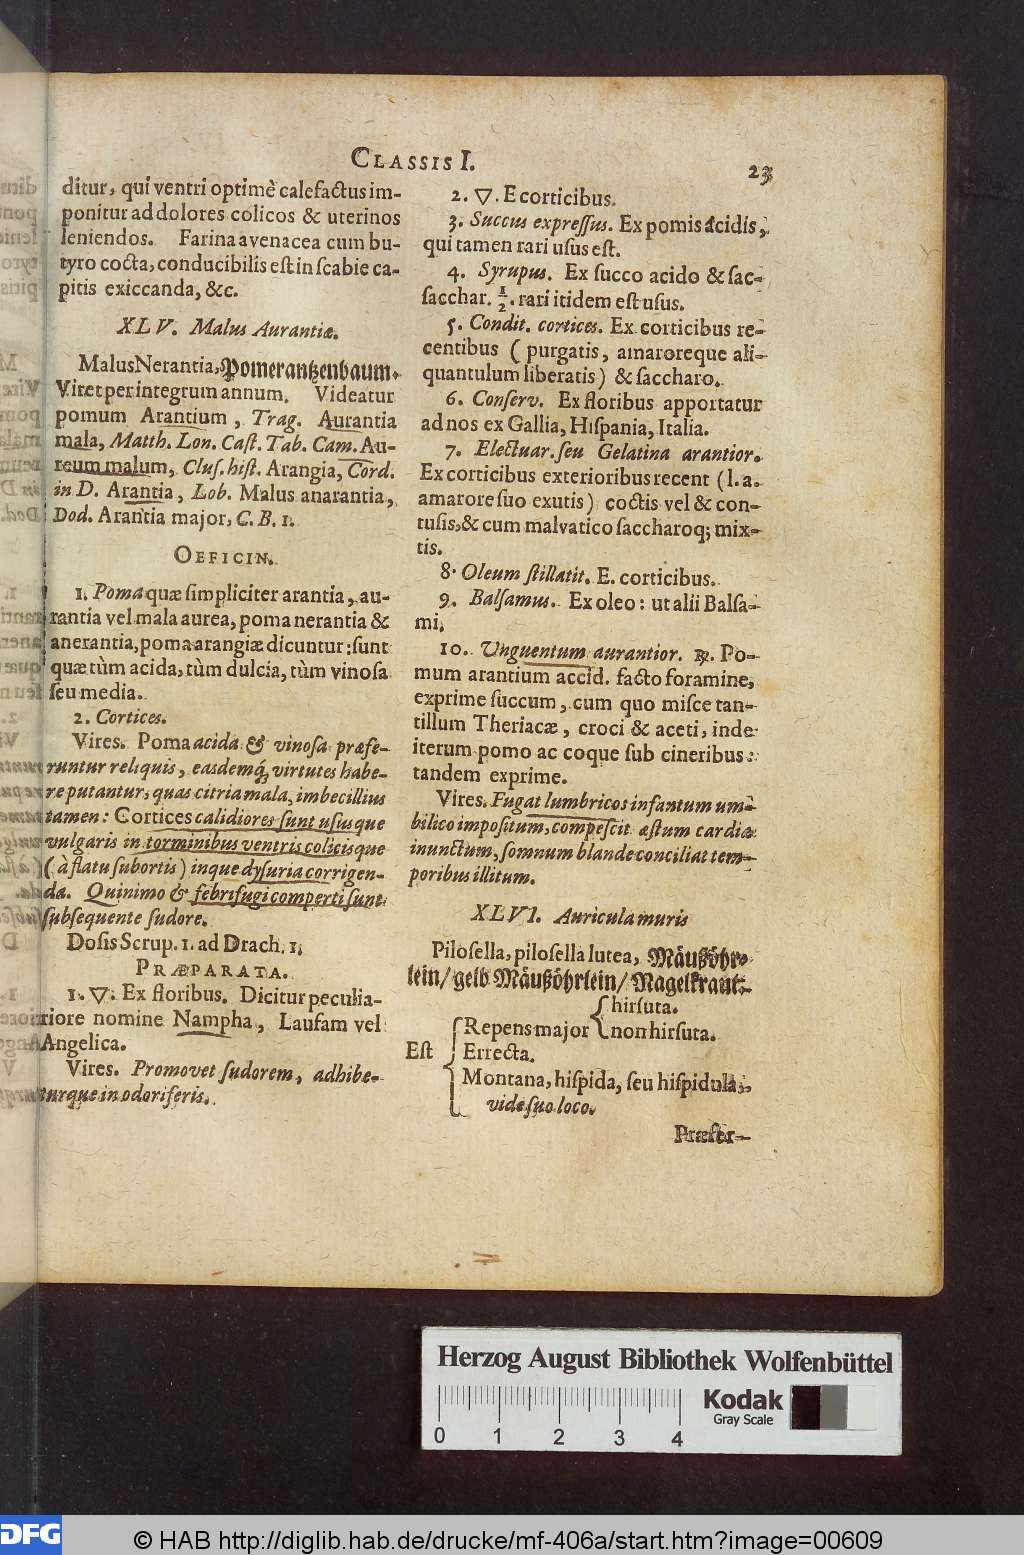 CLASSIS I.
23
ditur, qui ventri optimè calefactus im-
ponitur ad dolores colicos & uterinos
leniendos. Farina avenacea cum bu-
tyro cocta, conducibilis est in scabie ca-
pitis exiccanda, &c.
XLV. Malus Aurantiæ.
Malus Nerantia, Pomerantzenbaum.
Viret per integrum annum. Videatur
pomum Arantium, Trag. Aurantia
mala, Matth. Lon. Cast. Tab. Cam. Au-
reum malum, Clus. hist. Arangia, Cord.
in D. Arantia, Lob. Malus anarantia,
Dod. Arantia major, C. B. 1.
OFFICIN.
1. Poma quæ simpliciter arantia, au-
rantia vel mala aurea, poma nerantia &
anerantia, poma arangiæ dicuntur: sunt
quæ tùm acida, tùm dulcia, tùm vinosa
seu media.
2. Cortices.
Vires. Poma acida & vinosa præfe-
runtur reliquis, easdemq́; virtutes habe-
re putantur, quas citria mala, imbecillius
tamen: Cortices calidiores sunt usus que
vulgaris in torminibus ventris colicisque
(à flatu subortis) inque dysuria corrigen-
da. Quinimo & febrifugi comperti sunt
subsequente sudore.
Dosis Scrup. 1. ad Drach. 1.
PRÆPARATA.
1. ▽. Ex floribus. Dicitur peculia-
riore nomine Nampha, Laufam vel
Angelica.
Vires. Promovet sudorem, adhibe-
turque in odoriferis.
2. ▽. E corticibus.
3. Succus expressus. Ex pomis acidis,
qui tamen rari usus est.
4. Syrupus. Ex succo acido & sac-
sacchar. ½. rari itidem est usus.
5. Condit. cortices. Ex corticibus re-
centibus (purgatis, amaroreque ali-
quantulum liberatis) & saccharo.
6. Conserv. Ex floribus apportatur
ad nos ex Gallia, Hispania, Italia.
7. Electuar. seu Gelatina arantior.
Ex corticibus exterioribus recent (l. a.
amarore suo exutis) coctis vel & con-
tusis, & cum malvatico saccharoq; mix-
tis.
8. Oleum stillatit. E. corticibus.
9. Balsamus. Ex oleo: ut alii Balsa-
mi.
10. Unguentum aurantior. ℞. Po-
mum arantium accid. facto foramine,
exprime succum, cum quo misce tan-
tillum Theriacæ, croci & aceti, inde
iterum pomo ac coque sub cineribus:
tandem exprime.
Vires. Fugat lumbricos infantum um-
bilico impositum, compescit æstum cardiæ
inunctum, somnum blande conciliat tem-
poribus illitum.
XLVI. Auricula muris
Pilosella, pilosella lutea, Mäußöhr-
lein/ gelb Mäußöhrlein/ Nagelkraut.
hirsuta.
Repens major { non hirsuta.
Est { Errecta.
Montana, hispida, seu hispidula,
vide suo loco.
Præter-
Herzog August Bibliothek Wolfenbüttel
0 1 2 3 4
Kodak
Gray Scale
DFG
© HAB http://diglib.hab.de/drucke/mf-406a/start.htm?image=00609